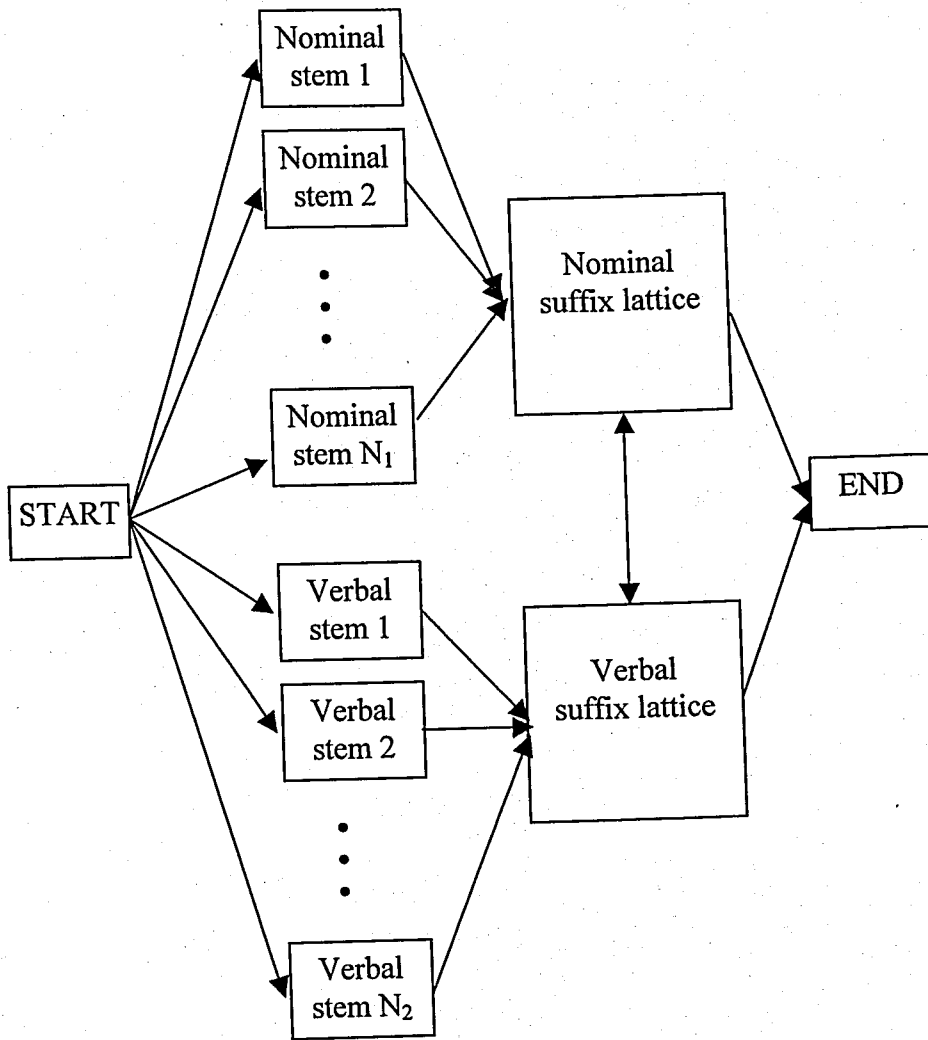 Nominal
stem 1
Nominal
stem 2
Nominal
suffix lattice
Nominal
stem N₁
START
END
Verbal
stem 1
Verbal
suffix lattice
Verbal
stem 2
Verbal
stem N₂